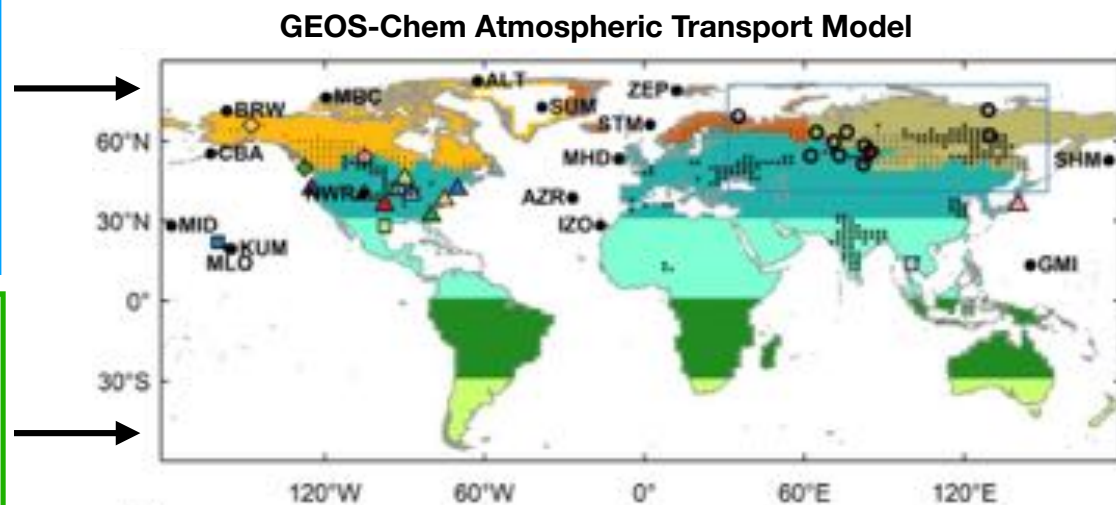 GEOS-Chem Atmospheric Transport Model
ALT
ZEP
MBC
BRW
SUM
STM
60°N
CBA
MHD
SHM
NWR
AZR
30°N
MID
IZO
KUM
MLO
GMI
0°
30°S
120°W
60°W
0°
60°E
120°E